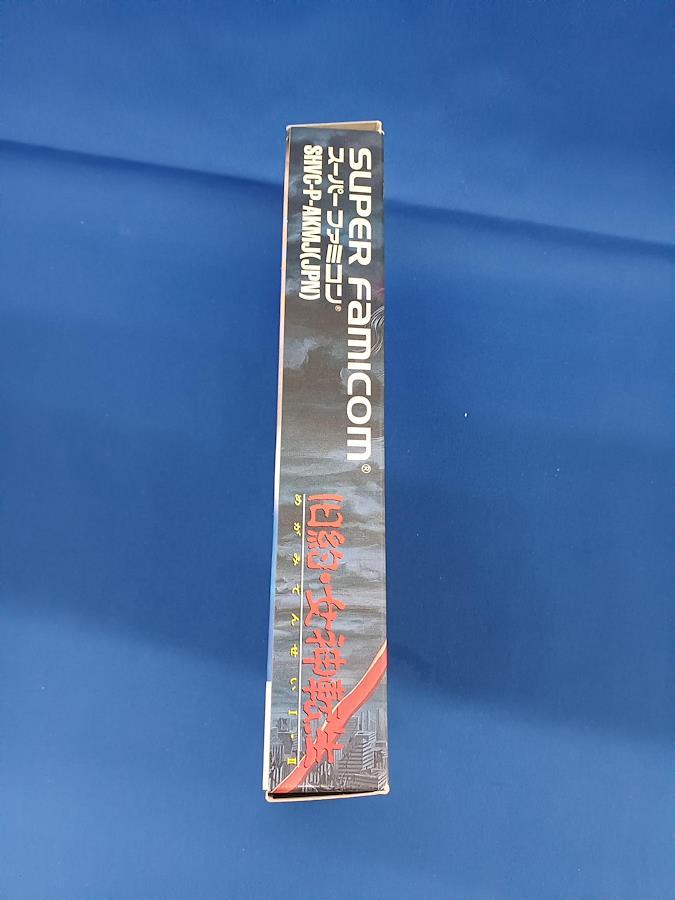 SUPER FAMICOM®
スーパーファミコン®
SHVC-P-AKMJ(JPN)
旧約・女神転生
めがみてんせいI・II